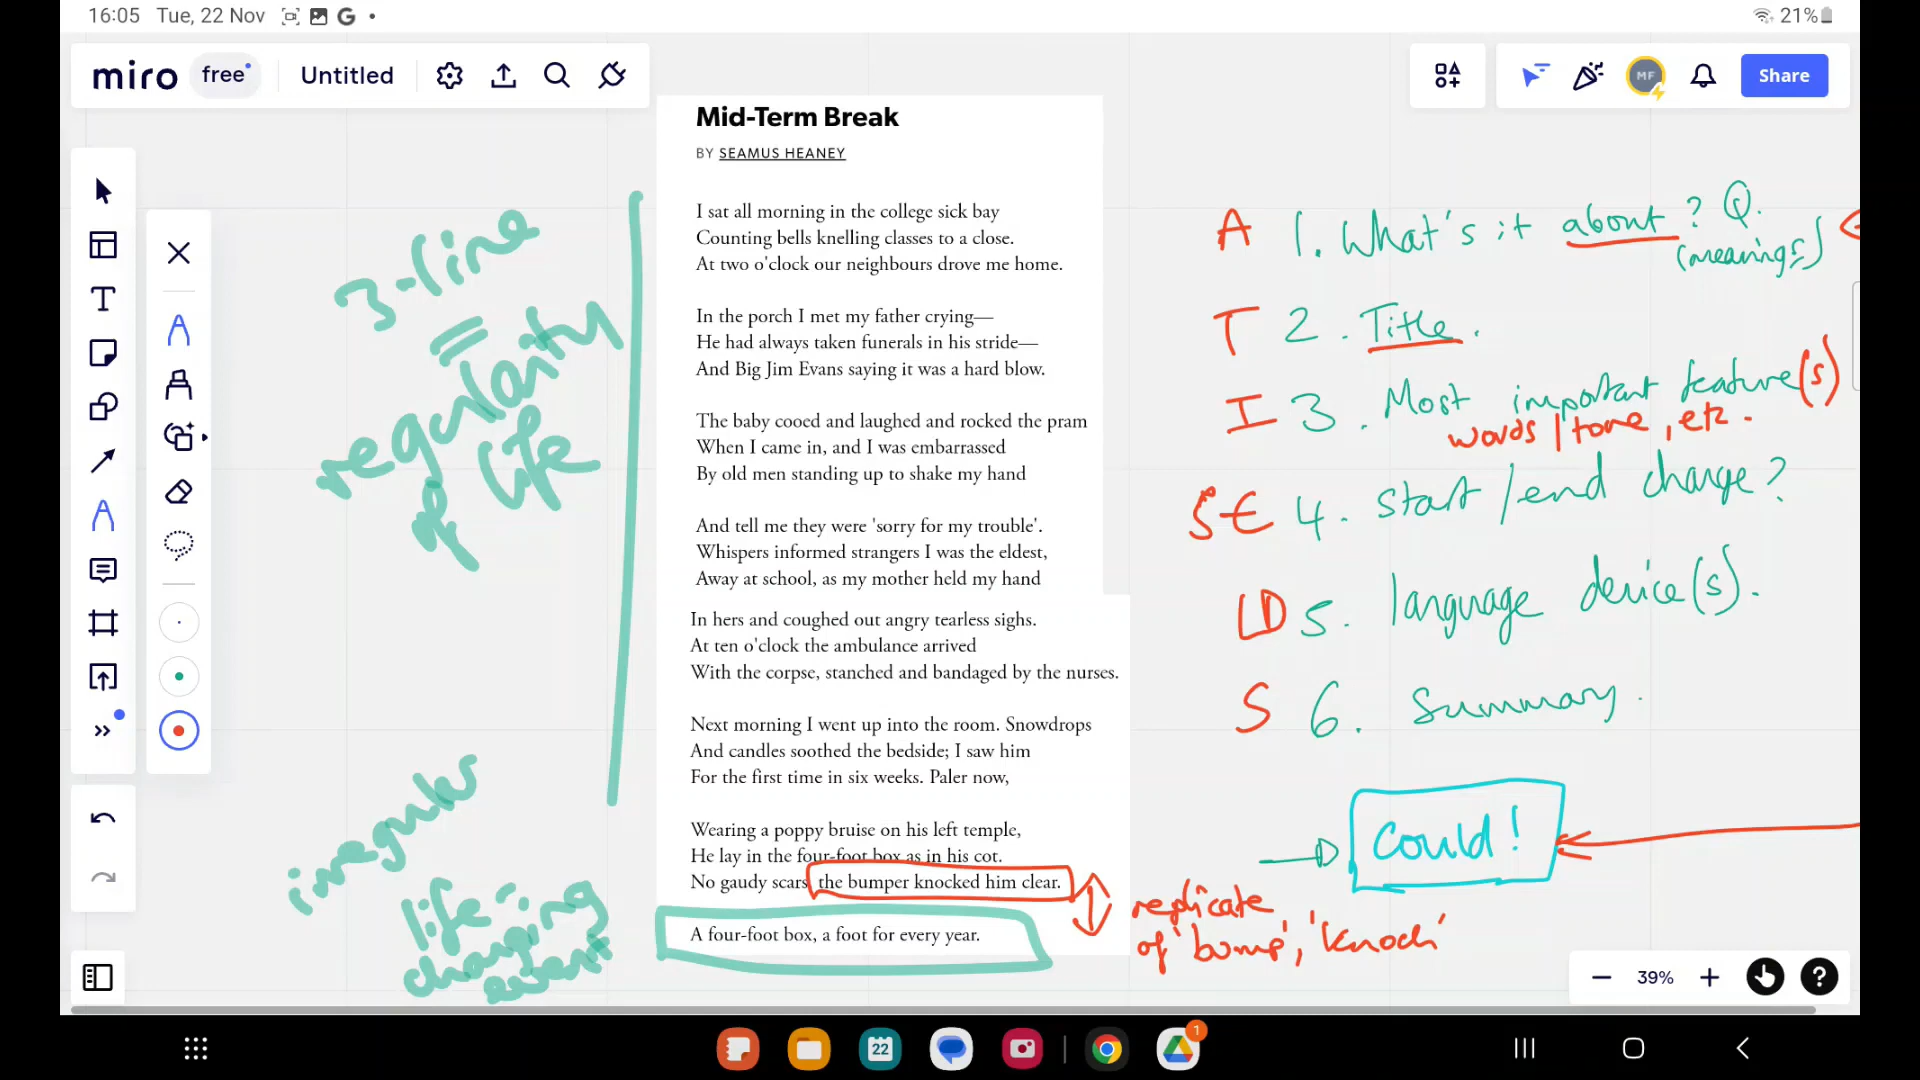 16:05 Tue, 22 Nov
21%
miro free Untitled
MF Share
Mid-Term Break
BY SEAMUS HEANEY
I sat all morning in the college sick bay
Counting bells knelling classes to a close.
At two o'clock our neighbours drove me home.
In the porch I met my father crying—
He had always taken funerals in his stride—
And Big Jim Evans saying it was a hard blow.
The baby cooed and laughed and rocked the pram
When I came in, and I was embarrassed
By old men standing up to shake my hand
And tell me they were 'sorry for my trouble'.
Whispers informed strangers I was the eldest,
Away at school, as my mother held my hand
In hers and coughed out angry tearless sighs.
At ten o'clock the ambulance arrived
With the corpse, stanched and bandaged by the nurses.
Next morning I went up into the room. Snowdrops
And candles soothed the bedside; I saw him
For the first time in six weeks. Paler now,
Wearing a poppy bruise on his left temple,
He lay in the four-foot box as in his cot.
No gaudy scars, the bumper knocked him clear.
A four-foot box, a foot for every year.
3-line
=
regularity
of life
irregular
life-
changing
event
A 1. What's it about? Q.
(meanings)
T 2. Title.
I 3. Most important feature(s)
words / tone, etc.
SE 4. Start / end change?
LD 5. language device(s).
S 6. Summary.
Could!
replicate
of 'bump', 'knock'
39%
22
1